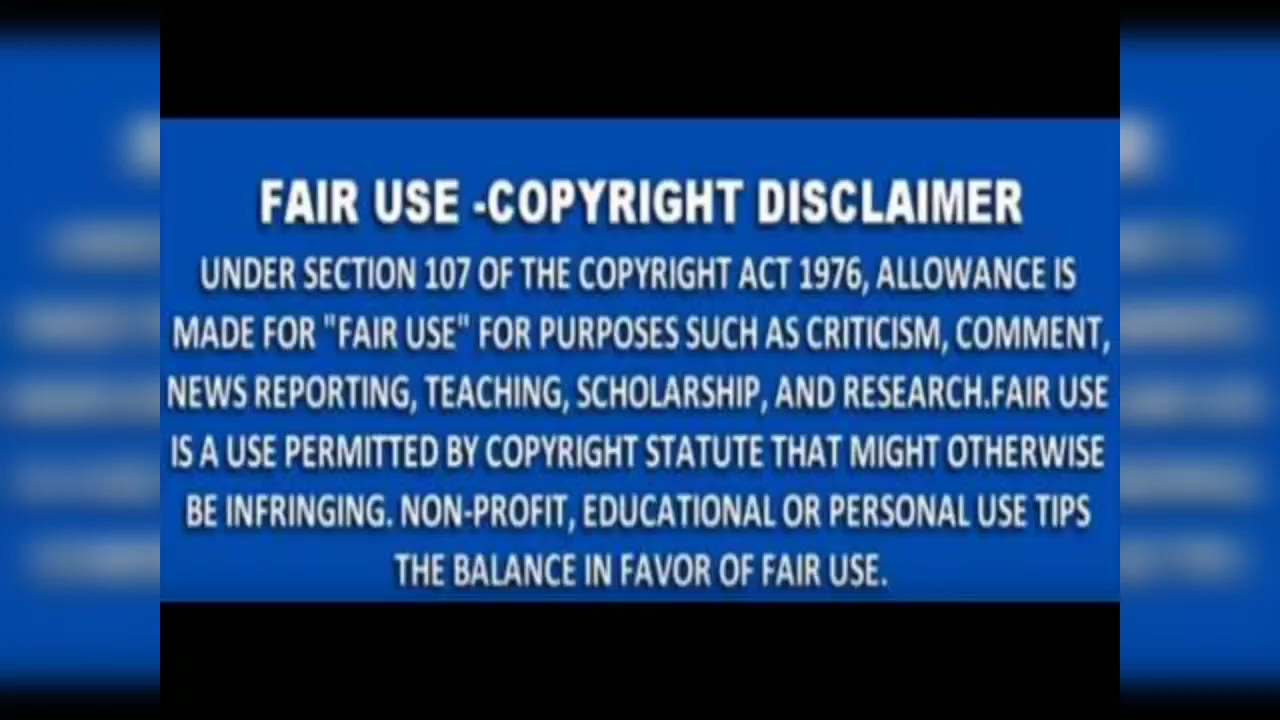 FAIR USE -COPYRIGHT DISCLAIMER
UNDER SECTION 107 OF THE COPYRIGHT ACT 1976, ALLOWANCE IS
MADE FOR "FAIR USE" FOR PURPOSES SUCH AS CRITICISM, COMMENT,
NEWS REPORTING, TEACHING, SCHOLARSHIP, AND RESEARCH.FAIR USE
IS A USE PERMITTED BY COPYRIGHT STATUTE THAT MIGHT OTHERWISE
BE INFRINGING. NON-PROFIT, EDUCATIONAL OR PERSONAL USE TIPS
THE BALANCE IN FAVOR OF FAIR USE.